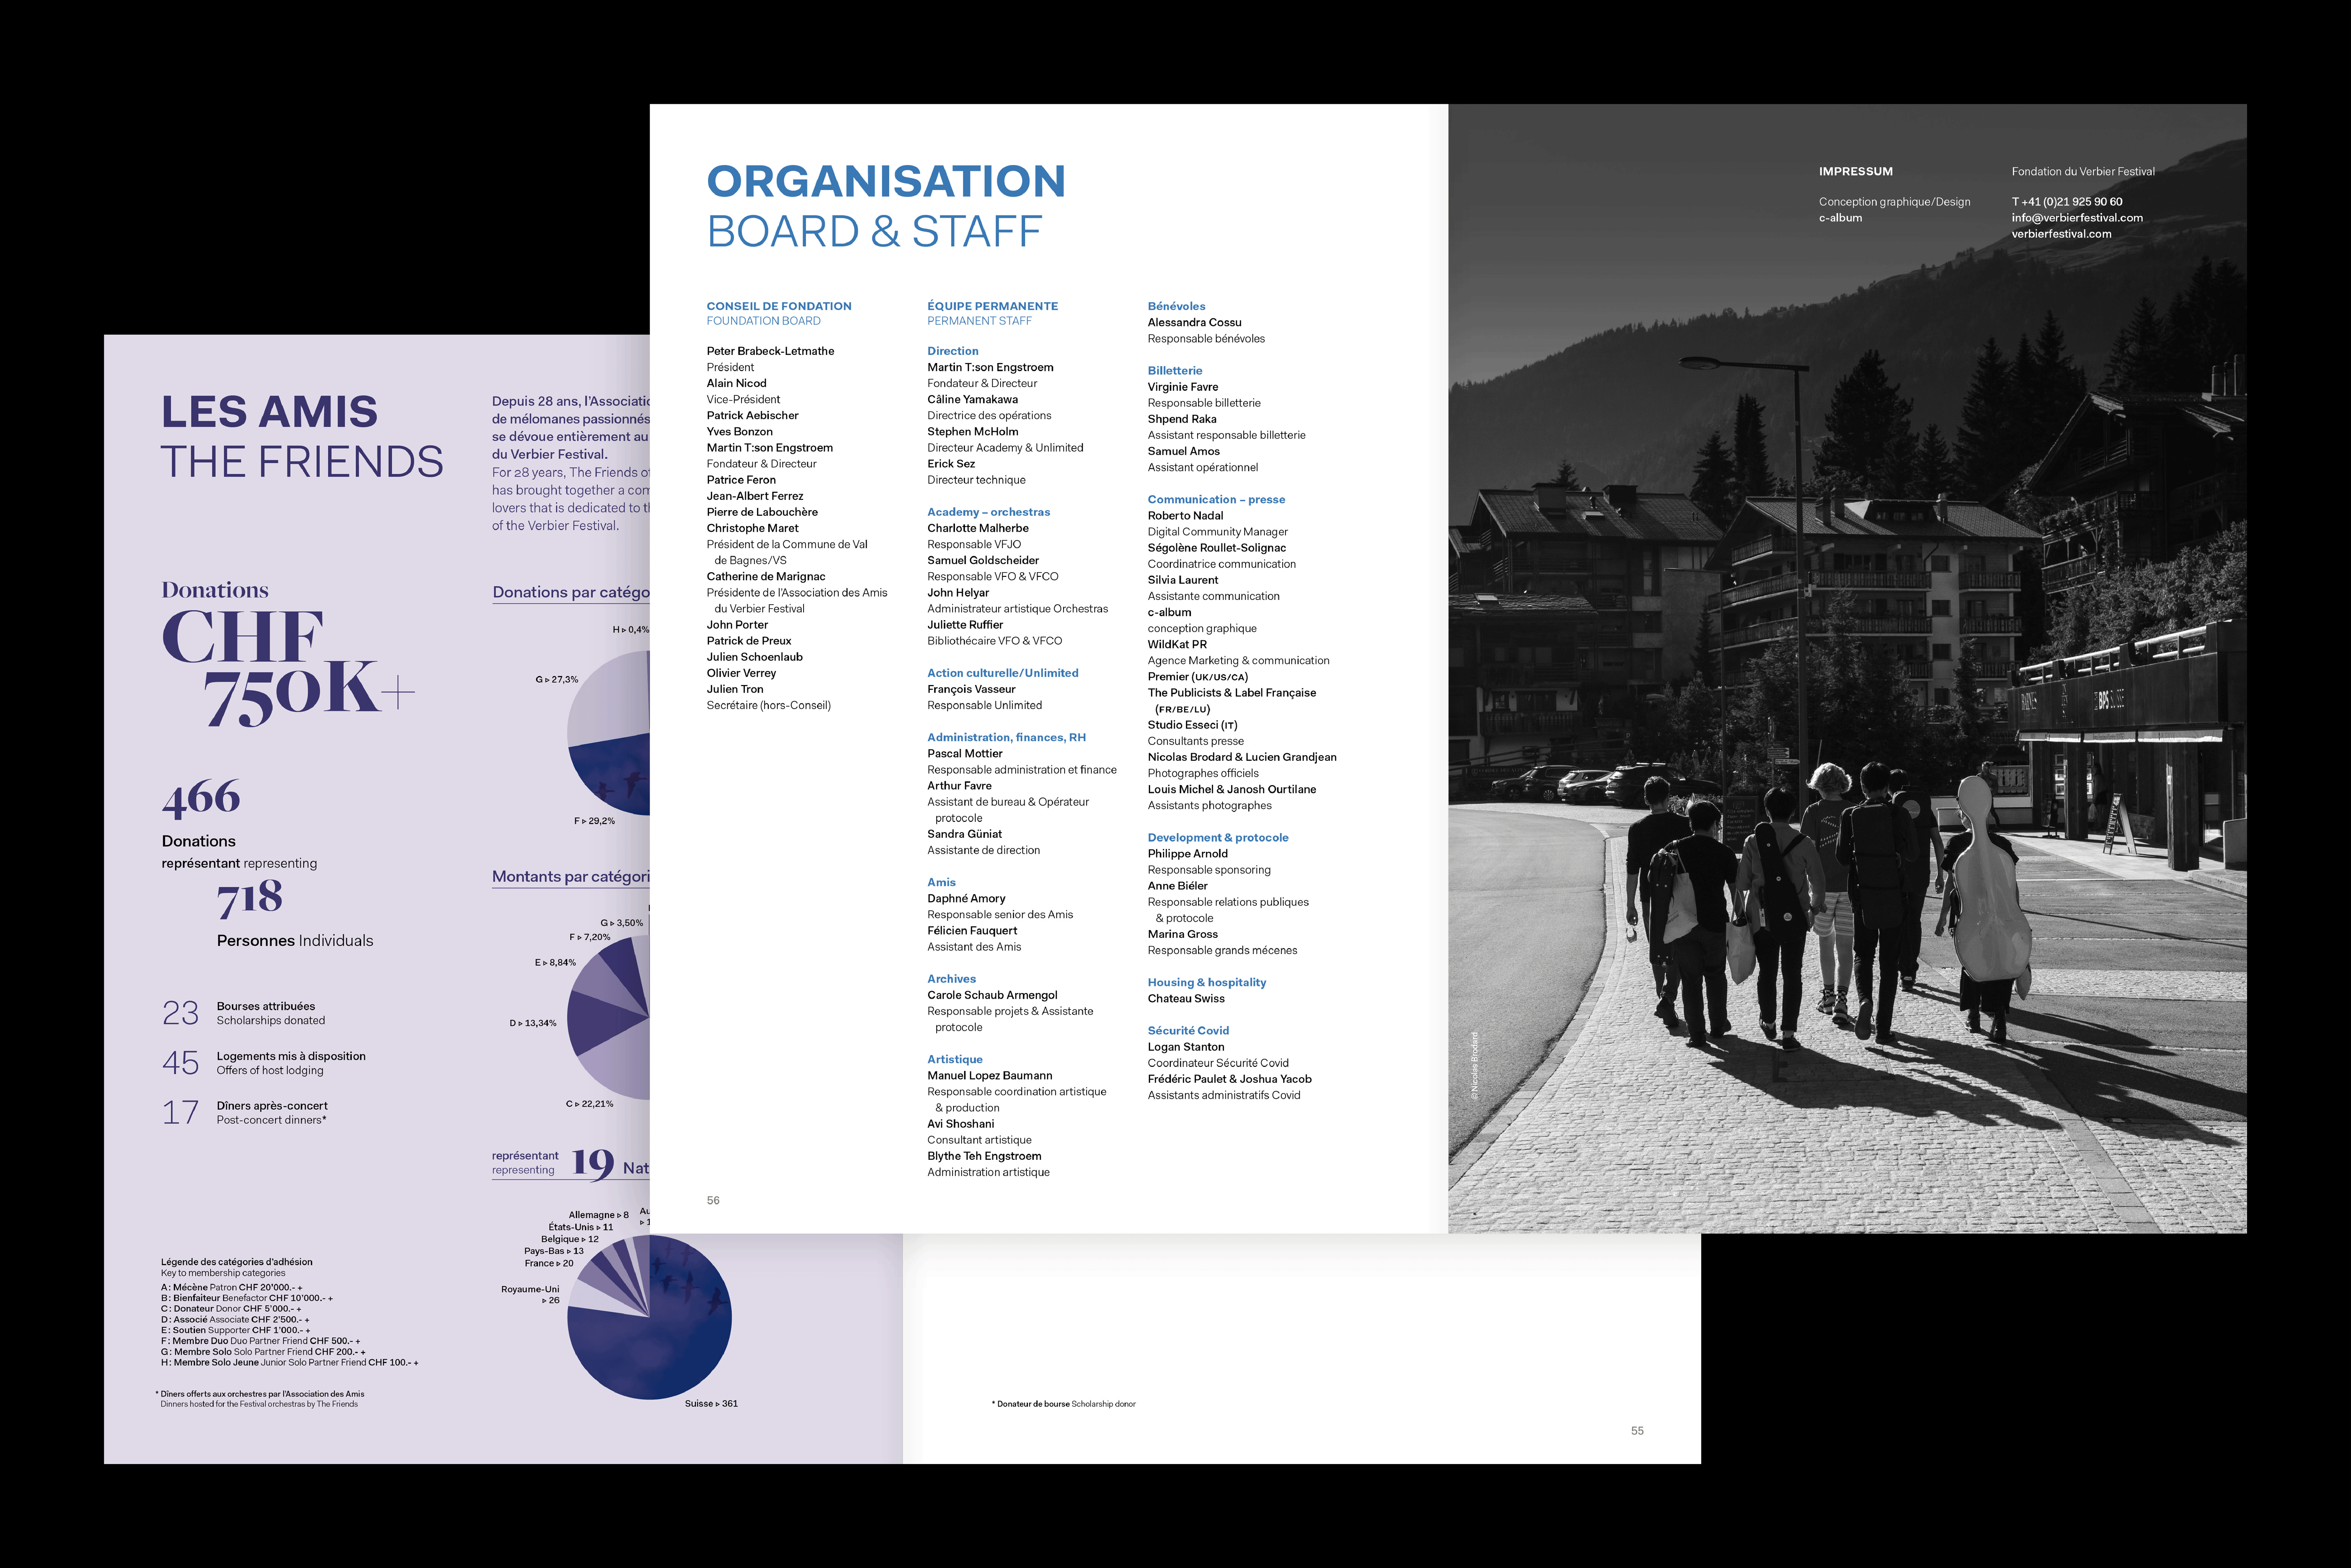 LES AMIS
THE FRIENDS
Depuis 28 ans, l'Associatio
de mélomanes passionnés
se dévoue entièrement au
du Verbier Festival.
For 28 years, The Friends of
has brought together a com
lovers that is dedicated to th
of the Verbier Festival.
Donations
CHF
750K+
466
Donations
représentant representing
718
Personnes Individuals
23
Bourses attribuées
Scholarships donated
45
Logements mis à disposition
Offers of host lodging
17
Dîners après-concert
Post-concert dinners*
Légende des catégories d'adhésion
Key to membership categories
A : Mécène Patron CHF 20'000.- +
B : Bienfaiteur Benefactor CHF 10'000.- +
C : Donateur Donor CHF 5'000.- +
D : Associé Associate CHF 2'500.- +
E : Soutien Supporter CHF 1'000.- +
F : Membre Duo Duo Partner Friend CHF 500.- +
G : Membre Solo Solo Partner Friend CHF 200.- +
H : Membre Solo Jeune Junior Solo Partner Friend CHF 100.- +
* Dîners offerts aux orchestres par l'Association des Amis
Dinners hosted for the Festival orchestras by The Friends
Donations par catégo
H ▹ 0,4%
G ▹ 27,3%
F ▹ 29,2%
Montants par catégori
G ▹ 3,50%
F ▹ 7,20%
E ▹ 8,84%
D ▹ 13,34%
C ▹ 22,21%
représentant
representing
19 Nat
Au
▹ 1
Allemagne ▹ 8
États-Unis ▹ 11
Belgique ▹ 12
Pays-Bas ▹ 13
France ▹ 20
Royaume-Uni
▹ 26
Suisse ▹ 361
* Donateur de bourse Scholarship donor
55
ORGANISATION
BOARD & STAFF
CONSEIL DE FONDATION
FOUNDATION BOARD
Peter Brabeck-Letmathe
Président
Alain Nicod
Vice-Président
Patrick Aebischer
Yves Bonzon
Martin T:son Engstroem
Fondateur & Directeur
Patrice Feron
Jean-Albert Ferrez
Pierre de Labouchère
Christophe Maret
Président de la Commune de Val
de Bagnes/VS
Catherine de Marignac
Présidente de l'Association des Amis
du Verbier Festival
John Porter
Patrick de Preux
Julien Schoenlaub
Olivier Verrey
Julien Tron
Secrétaire (hors-Conseil)
56
ÉQUIPE PERMANENTE
PERMANENT STAFF
Direction
Martin T:son Engstroem
Fondateur & Directeur
Câline Yamakawa
Directrice des opérations
Stephen McHolm
Directeur Academy & Unlimited
Erick Sez
Directeur technique
Academy – orchestras
Charlotte Malherbe
Responsable VFJO
Samuel Goldscheider
Responsable VFO & VFCO
John Helyar
Administrateur artistique Orchestras
Juliette Ruffier
Bibliothécaire VFO & VFCO
Action culturelle/Unlimited
François Vasseur
Responsable Unlimited
Administration, finances, RH
Pascal Mottier
Responsable administration et finance
Arthur Favre
Assistant de bureau & Opérateur
protocole
Sandra Güniat
Assistante de direction
Amis
Daphné Amory
Responsable senior des Amis
Félicien Fauquert
Assistant des Amis
Archives
Carole Schaub Armengol
Responsable projets & Assistante
protocole
Artistique
Manuel Lopez Baumann
Responsable coordination artistique
& production
Avi Shoshani
Consultant artistique
Blythe Teh Engstroem
Administration artistique
Bénévoles
Alessandra Cossu
Responsable bénévoles
Billetterie
Virginie Favre
Responsable billetterie
Shpend Raka
Assistant responsable billetterie
Samuel Amos
Assistant opérationnel
Communication – presse
Roberto Nadal
Digital Community Manager
Ségolène Roullet-Solignac
Coordinatrice communication
Silvia Laurent
Assistante communication
c-album
conception graphique
WildKat PR
Agence Marketing & communication
Premier (UK/US/CA)
The Publicists & Label Française
(FR/BE/LU)
Studio Esseci (IT)
Consultants presse
Nicolas Brodard & Lucien Grandjean
Photographes officiels
Louis Michel & Janosh Ourtilane
Assistants photographes
Development & protocole
Philippe Arnold
Responsable sponsoring
Anne Biéler
Responsable relations publiques
& protocole
Marina Gross
Responsable grands mécenes
Housing & hospitality
Chateau Swiss
Sécurité Covid
Logan Stanton
Coordinateur Sécurité Covid
Frédéric Paulet & Joshua Yacob
Assistants administratifs Covid
IMPRESSUM
Conception graphique/Design
c-album
Fondation du Verbier Festival
T +41 (0)21 925 90 60
info@verbierfestival.com
verbierfestival.com
BPS
© Nicolas Brodard